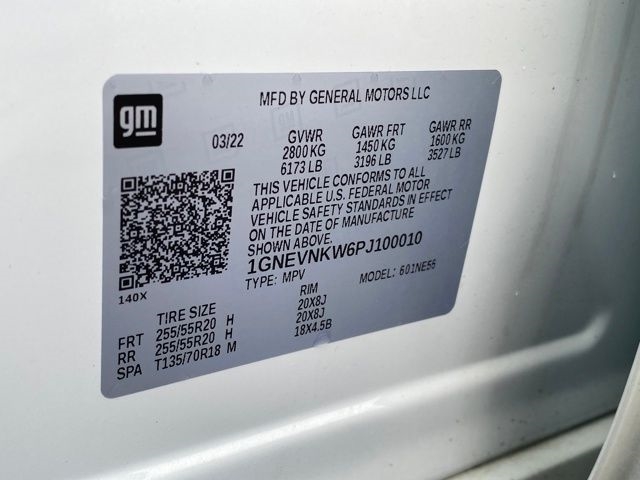 gm
MFD BY GENERAL MOTORS LLC
03/22 GVWR GAWR FRT GAWR RR
2800 KG 1450 KG 1600 KG
6173 LB 3196 LB 3527 LB
THIS VEHICLE CONFORMS TO ALL
APPLICABLE U.S. FEDERAL MOTOR
VEHICLE SAFETY STANDARDS IN EFFECT
ON THE DATE OF MANUFACTURE
SHOWN ABOVE.
1GNEVNKW6PJ100010
TYPE: MPV MODEL: 601NE56
140X
TIRE SIZE RIM
FRT 255/55R20 H 20X8J
RR 255/55R20 H 20X8J
SPA T135/70R18 M 18X4.5B